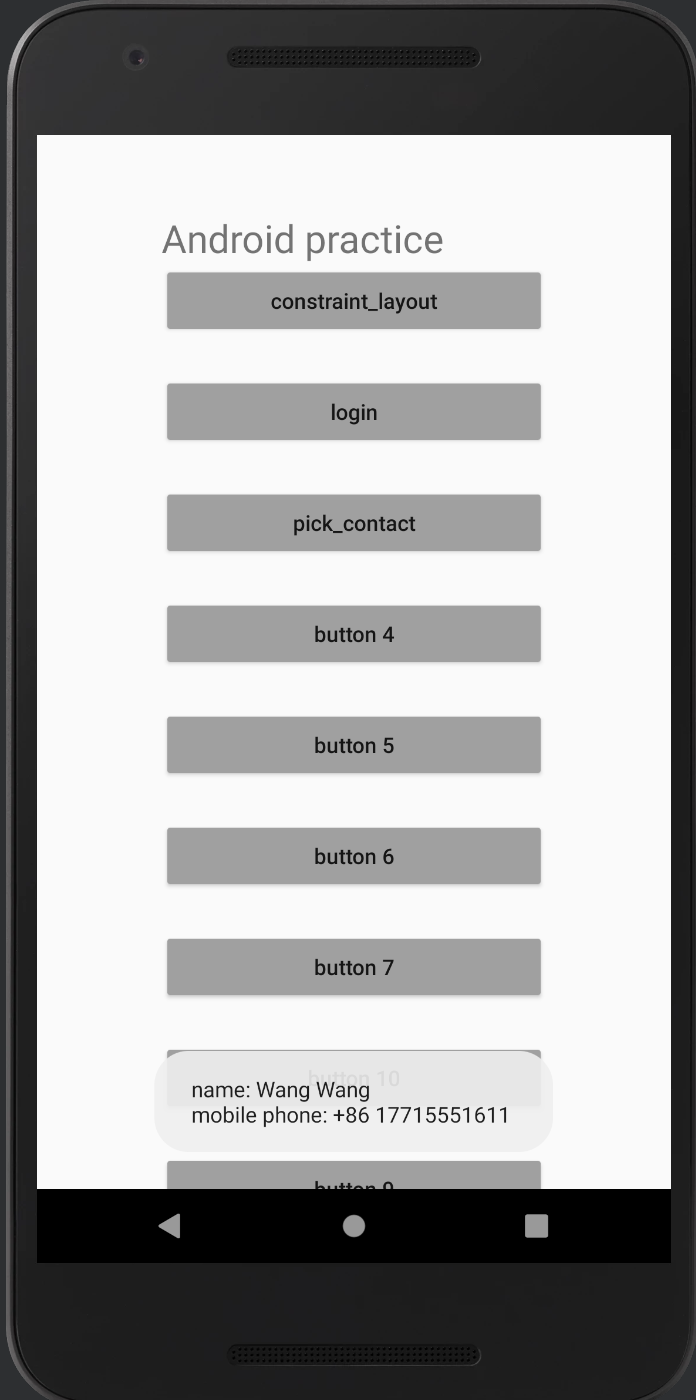 Android practice
constraint_layout
login
pick_contact
button 4
button 5
button 6
button 7
button 10
name: Wang Wang
mobile phone: +86 17715551611
button 9